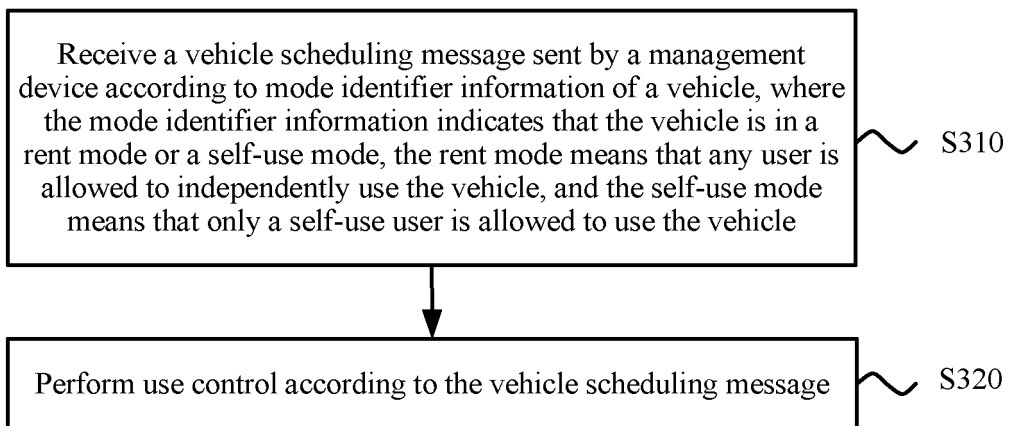 Receive a vehicle scheduling message sent by a management
device according to mode identifier information of a vehicle, where
the mode identifier information indicates that the vehicle is in a
rent mode or a self-use mode, the rent mode means that any user is
allowed to independently use the vehicle, and the self-use mode
means that only a self-use user is allowed to use the vehicle
S310
Perform use control according to the vehicle scheduling message
S320